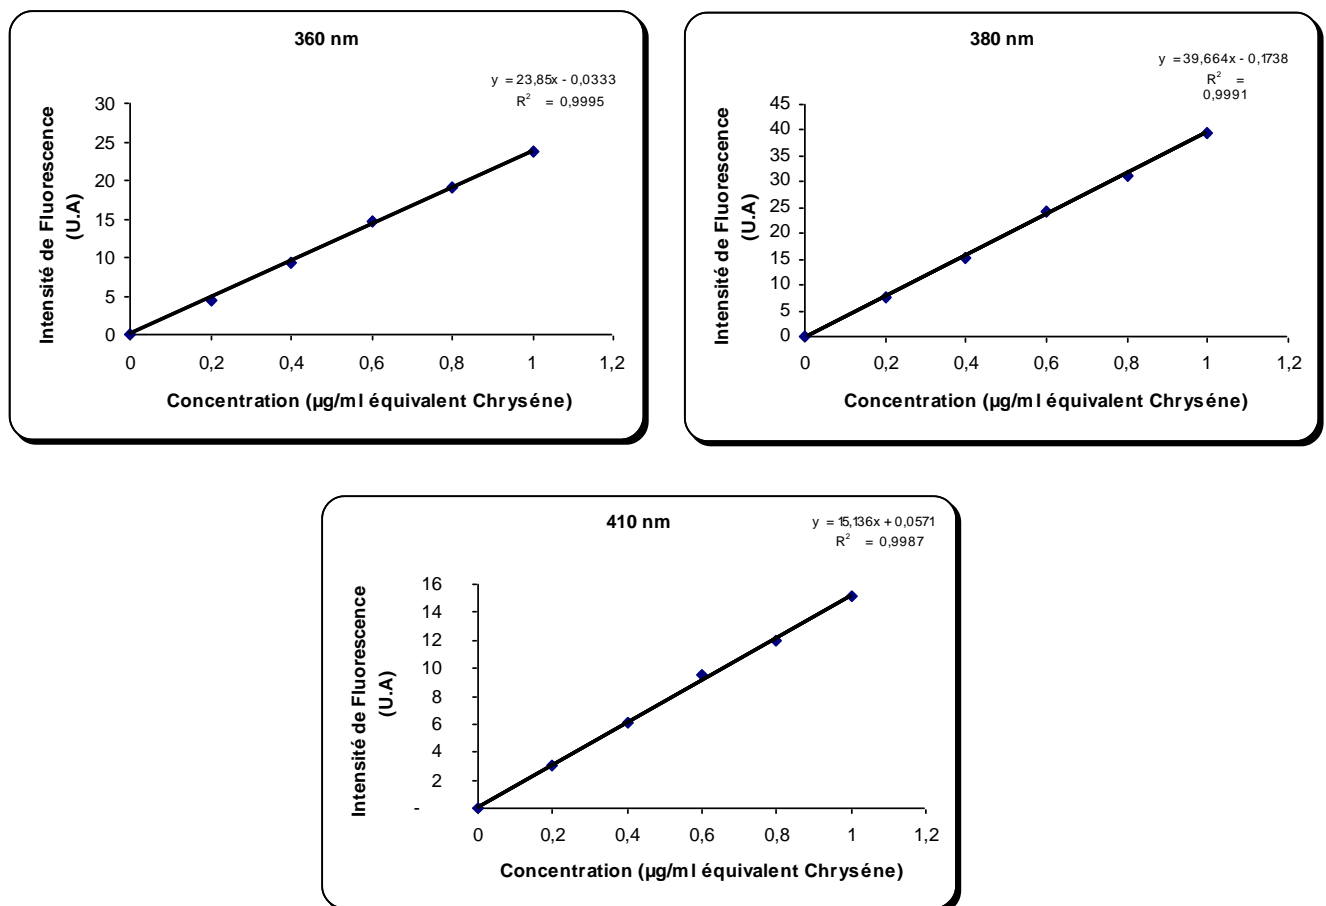 360 nm
y = 23,85x - 0,0333
R² = 0,9995
Intensité de Fluorescence
(U.A)
30
25
20
15
10
5
0
0 0,2 0,4 0,6 0,8 1 1,2
Concentration (µg/ml équivalent Chryséne)
380 nm
y = 39,664x - 0,1738
R² =
0,9991
Intensité de Fluorescence
(U.A)
45
40
35
30
25
20
15
10
5
0
0 0,2 0,4 0,6 0,8 1 1,2
Concentration (µg/ml équivalent Chryséne)
410 nm
y = 15,136x + 0,0571
R² = 0,9987
Intensité de Fluorescence
(U.A)
16
14
12
10
8
6
4
2
-
0 0,2 0,4 0,6 0,8 1 1,2
Concentration (µg/ml équivalent Chryséne)